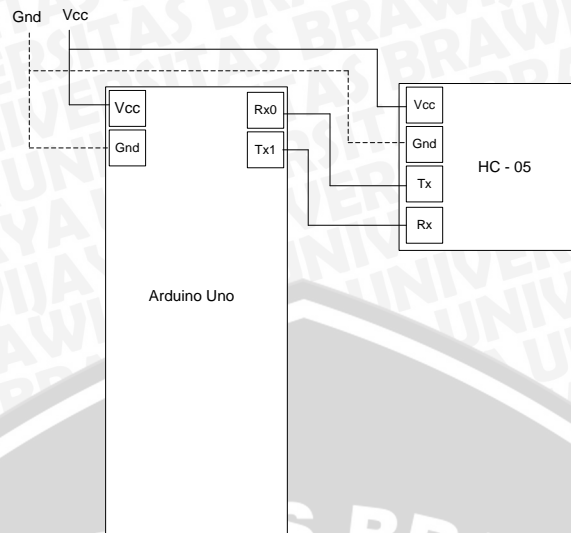 Gnd Vcc
Vcc
Gnd
Rx0
Tx1
Arduino Uno
Vcc
Gnd
Tx
Rx
HC - 05